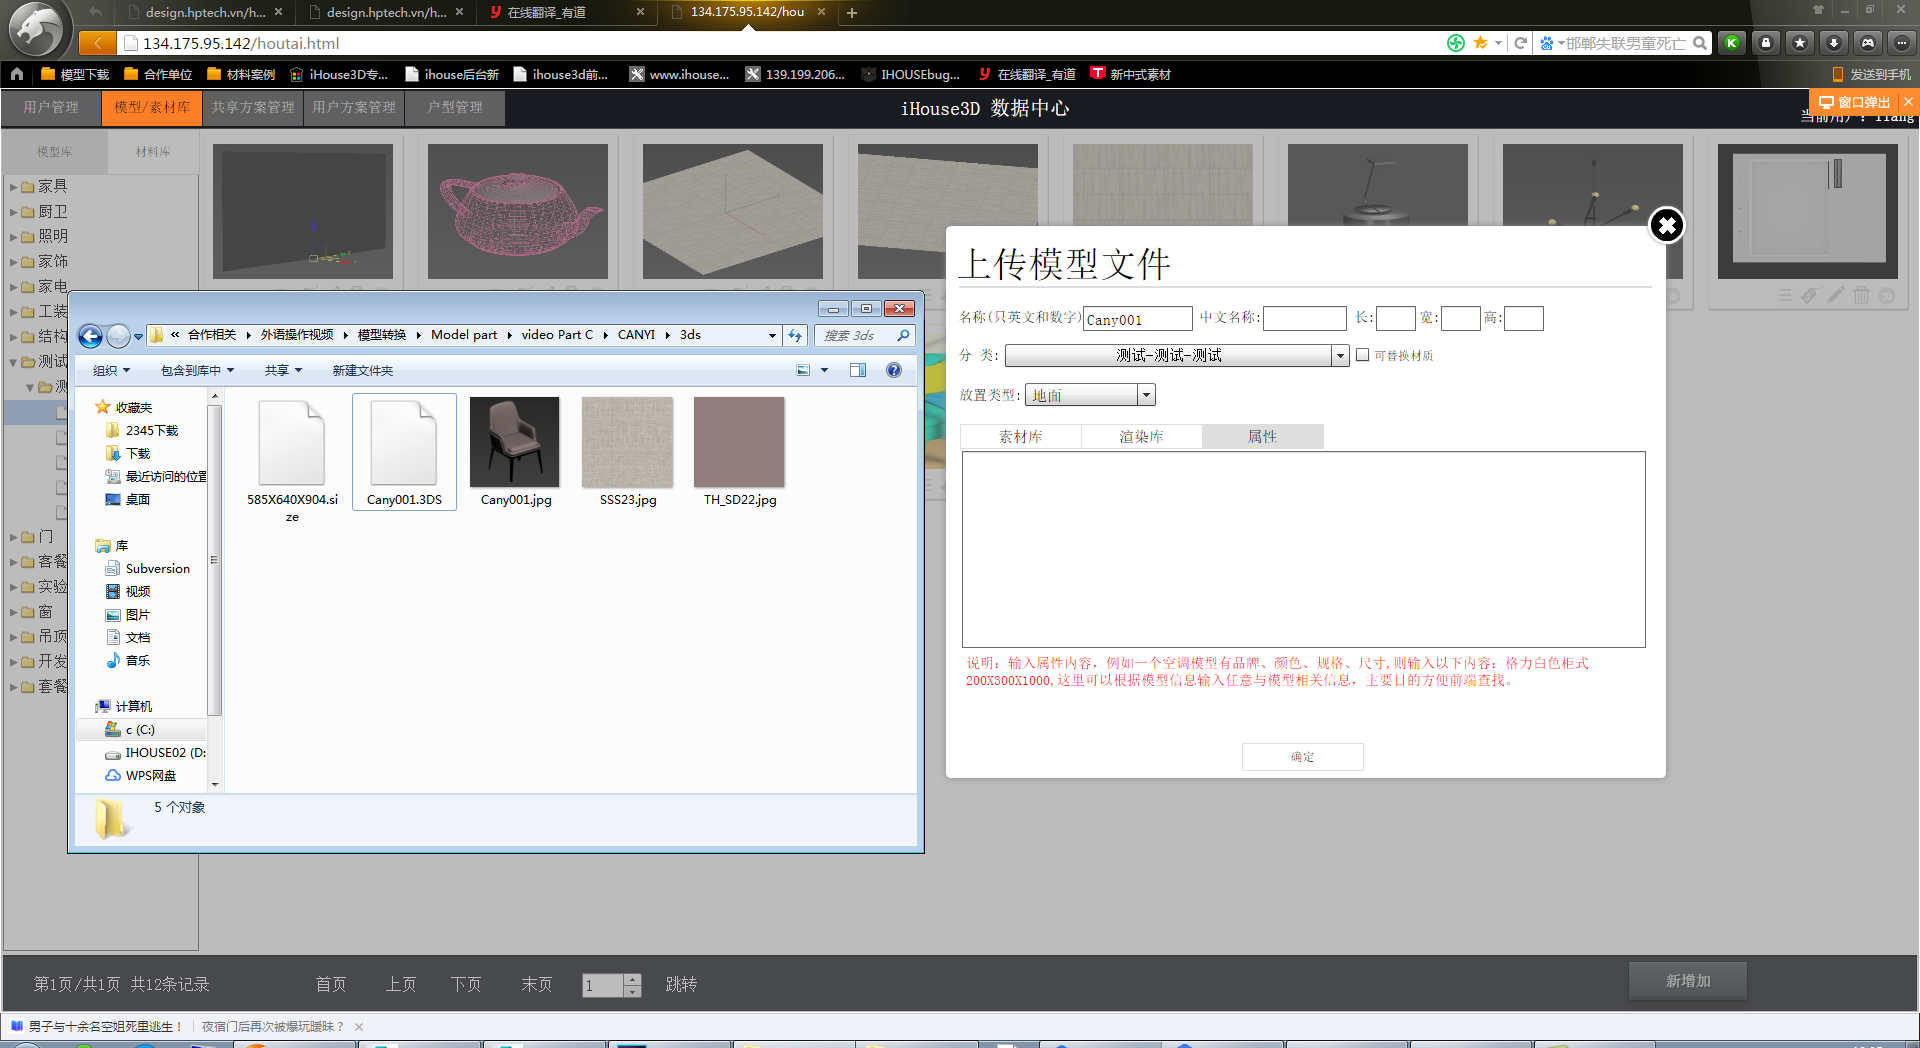 design.hptech.vn/h...
design.hptech.vn/h...
在线翻译_有道
134.175.95.142/hou
134.175.95.142/houtai.html
邯郸失联男童死亡
模型下载
合作单位
材料案例
iHouse3D专...
ihouse后台新
ihouse3d前...
www.ihouse...
139.199.206...
IHOUSEbug...
在线翻译_有道
新中式素材
发送到手机
用户管理
模型/素材库
共享方案管理
用户方案管理
户型管理
iHouse3D 数据中心
窗口弹出
当前用户: liang
模型库
材料库
家具
厨卫
照明
家饰
家电
工装
结构
测试
测
门
客餐
实验
窗
吊顶
开发
套餐
« 合作相关 外语操作视频 模型转换 Model part video Part C CANYI 3ds
搜索 3ds
组织
包含到库中
共享
新建文件夹
收藏夹
2345下载
下载
最近访问的位置
桌面
库
Subversion
视频
图片
文档
音乐
计算机
c (C:)
IHOUSE02 (D:
WPS网盘
585X640X904.si
ze
Cany001.3DS
Cany001.jpg
SSS23.jpg
TH_SD22.jpg
5 个对象
上传模型文件
名称(只英文和数字) Cany001 中文名称: 长: 宽: 高:
分 类: 测试-测试-测试 可替换材质
放置类型: 地面
素材库
渲染库
属性
说明: 输入属性内容，例如一个空调模型有品牌、颜色、规格、尺寸,则输入以下内容: 格力白色柜式
200X300X1000,这里可以根据模型信息输入任意与模型相关信息，主要目的方便前端查找。
确定
第1页/共1页 共12条记录
首页
上页
下页
末页
1
跳转
新增加
男子与十余名空姐死里逃生！
夜宿门后再次被爆玩暧昧？